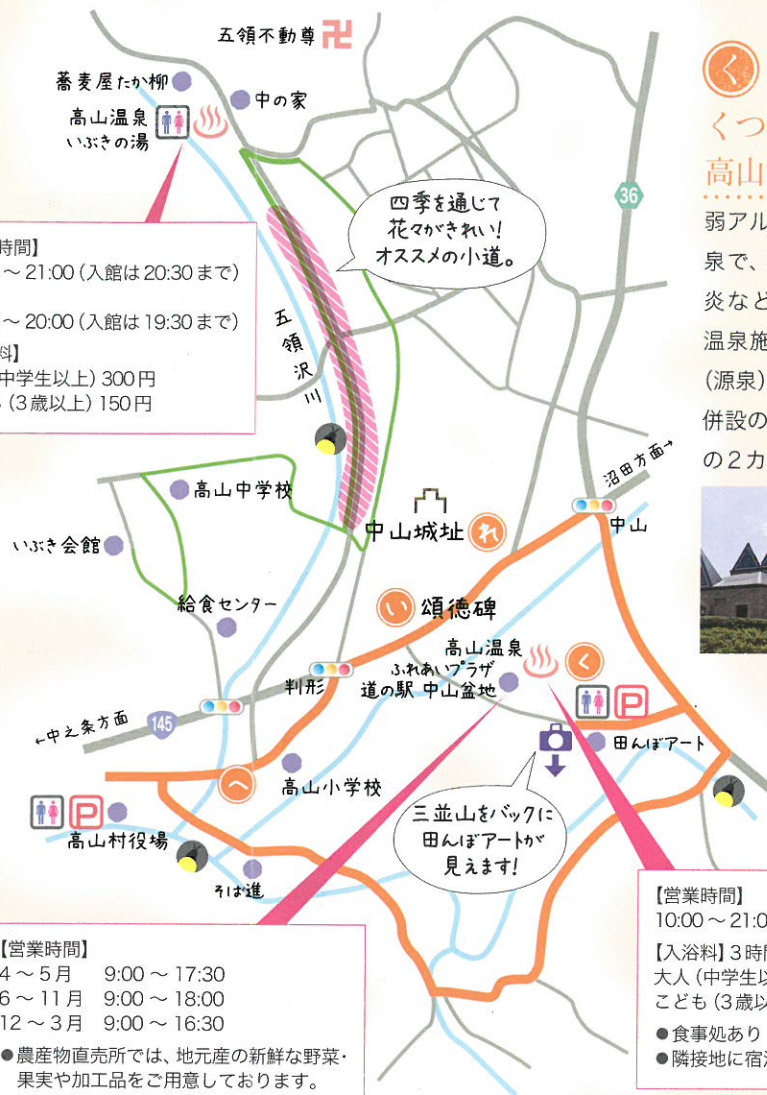 五領不動尊
蕎麦屋たか柳
中の家
高山温泉
いぶきの湯
四季を通じて
花々がきれい!
オススメの小道。
36
時間】
~21:00(入館は20:30まで)
~20:00(入館は19:30まで)
料】
中学生以上)300円
(3歳以上)150円
五領沢川
く
くつ
高山
弱アル
泉で、
炎など
温泉施
(源泉)
併設の
の2カ
沼田方面→
中山
高山中学校
いぶき会館
中山城址
れ
給食センター
い
頌徳碑
高山温泉
ふれあいプラザ
道の駅 中山盆地
く
判形
←中之条方面
145
P
田んぼアート
へ
高山小学校
P
高山村役場
そば進
三並山をバックに
田んぼアートが
見えます!
【営業時間】
4~5月 9:00~17:30
6~11月 9:00~18:00
12~3月 9:00~16:30
●農産物直売所では、地元産の新鮮な野菜・
果実や加工品をご用意しております。
【営業時間】
10:00~21:0
【入浴料】3時間
大人(中学生以
こども(3歳以
●食事処あり
●隣接地に宿泊